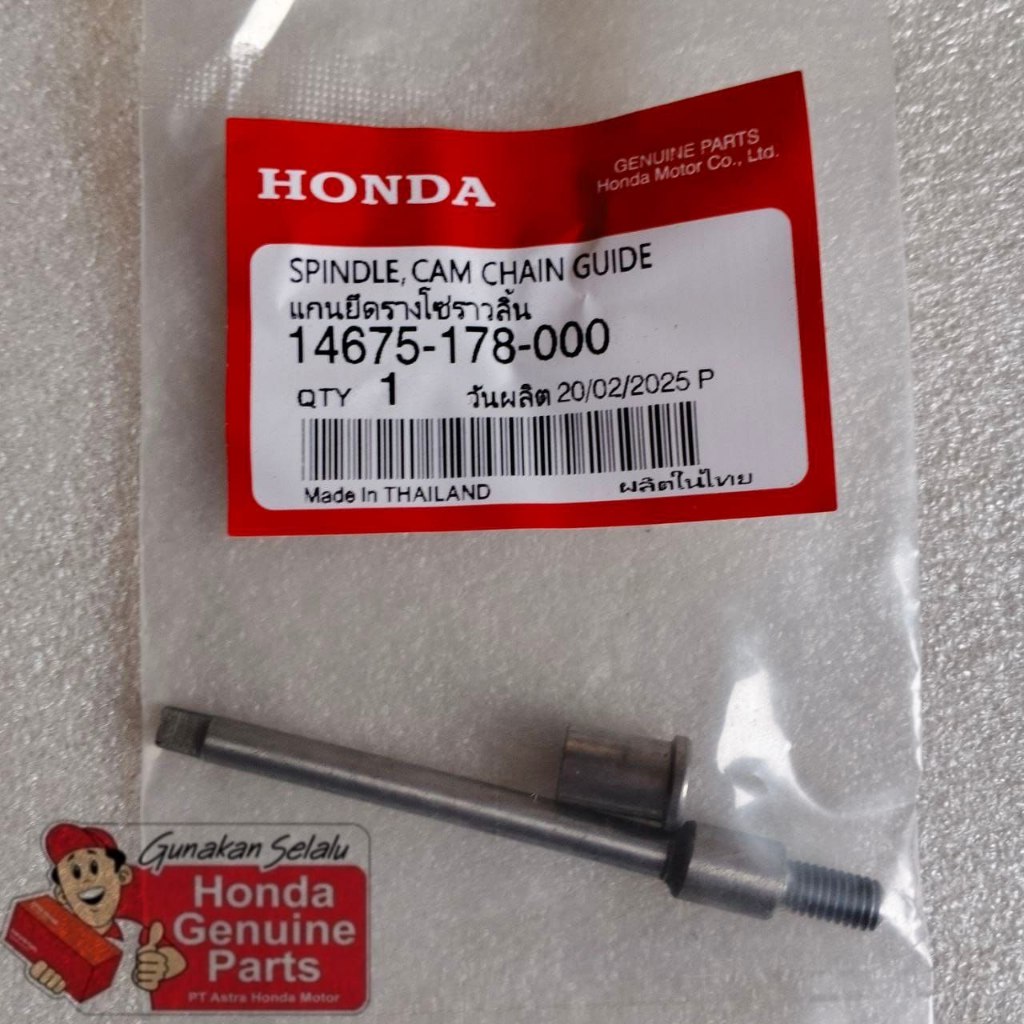 HONDA
GENUINE PARTS
Honda Motor Co., Ltd.
SPINDLE, CAM CHAIN GUIDE
แกนยึดรางโซ่ราวลิ้น
14675-178-000
QTY 1 วันผลิต 20/02/2025 P
Made In THAILAND ผลิตในไทย
Gunakan Selalu
Honda
Genuine
Parts
PT Astra Honda Motor